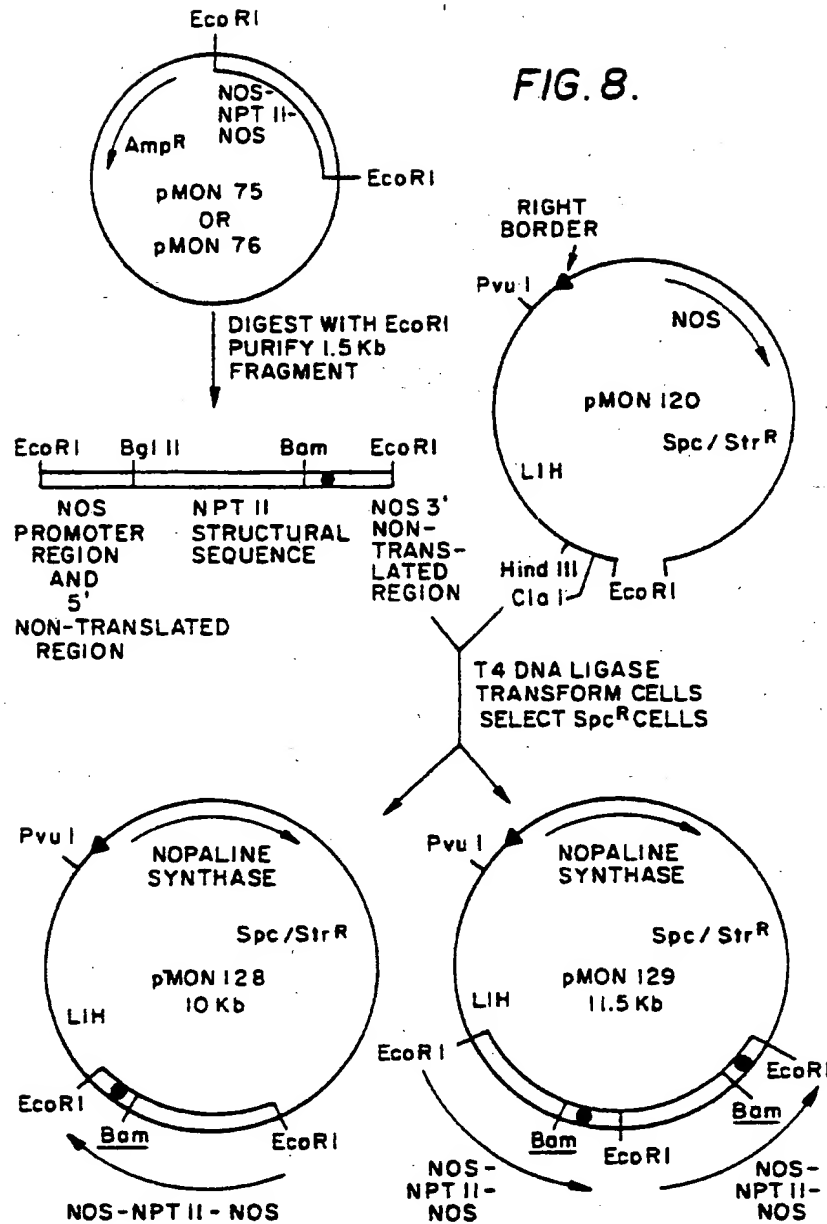 FIG. 8.
EcoRI
NOS-
NPT II-
NOS
AmpR
EcoRI
pMON 75
OR
pMON 76
DIGEST WITH EcoRI
PURIFY 1.5 Kb
FRAGMENT
RIGHT
BORDER
Pvu I
NOS
pMON 120
Spc/StrR
LIH
Hind III
Cla I
EcoRI
EcoRI
Bgl II
Bam
EcoRI
NOS
PROMOTER
REGION
AND
5'
NON-TRANSLATED
REGION
NPT II
STRUCTURAL
SEQUENCE
NOS 3'
NON-
TRANS-
LATED
REGION
T4 DNA LIGASE
TRANSFORM CELLS
SELECT SpcR CELLS
Pvu I
NOPALINE
SYNTHASE
Spc/StrR
pMON 128
10 Kb
LIH
EcoRI
Bam
EcoRI
NOS-NPT II-NOS
Pvu I
NOPALINE
SYNTHASE
Spc/StrR
pMON 129
11.5 Kb
LIH
EcoRI
EcoRI
Bam
Bam
EcoRI
NOS-
NPT II-
NOS
NOS-
NPT II-
NOS